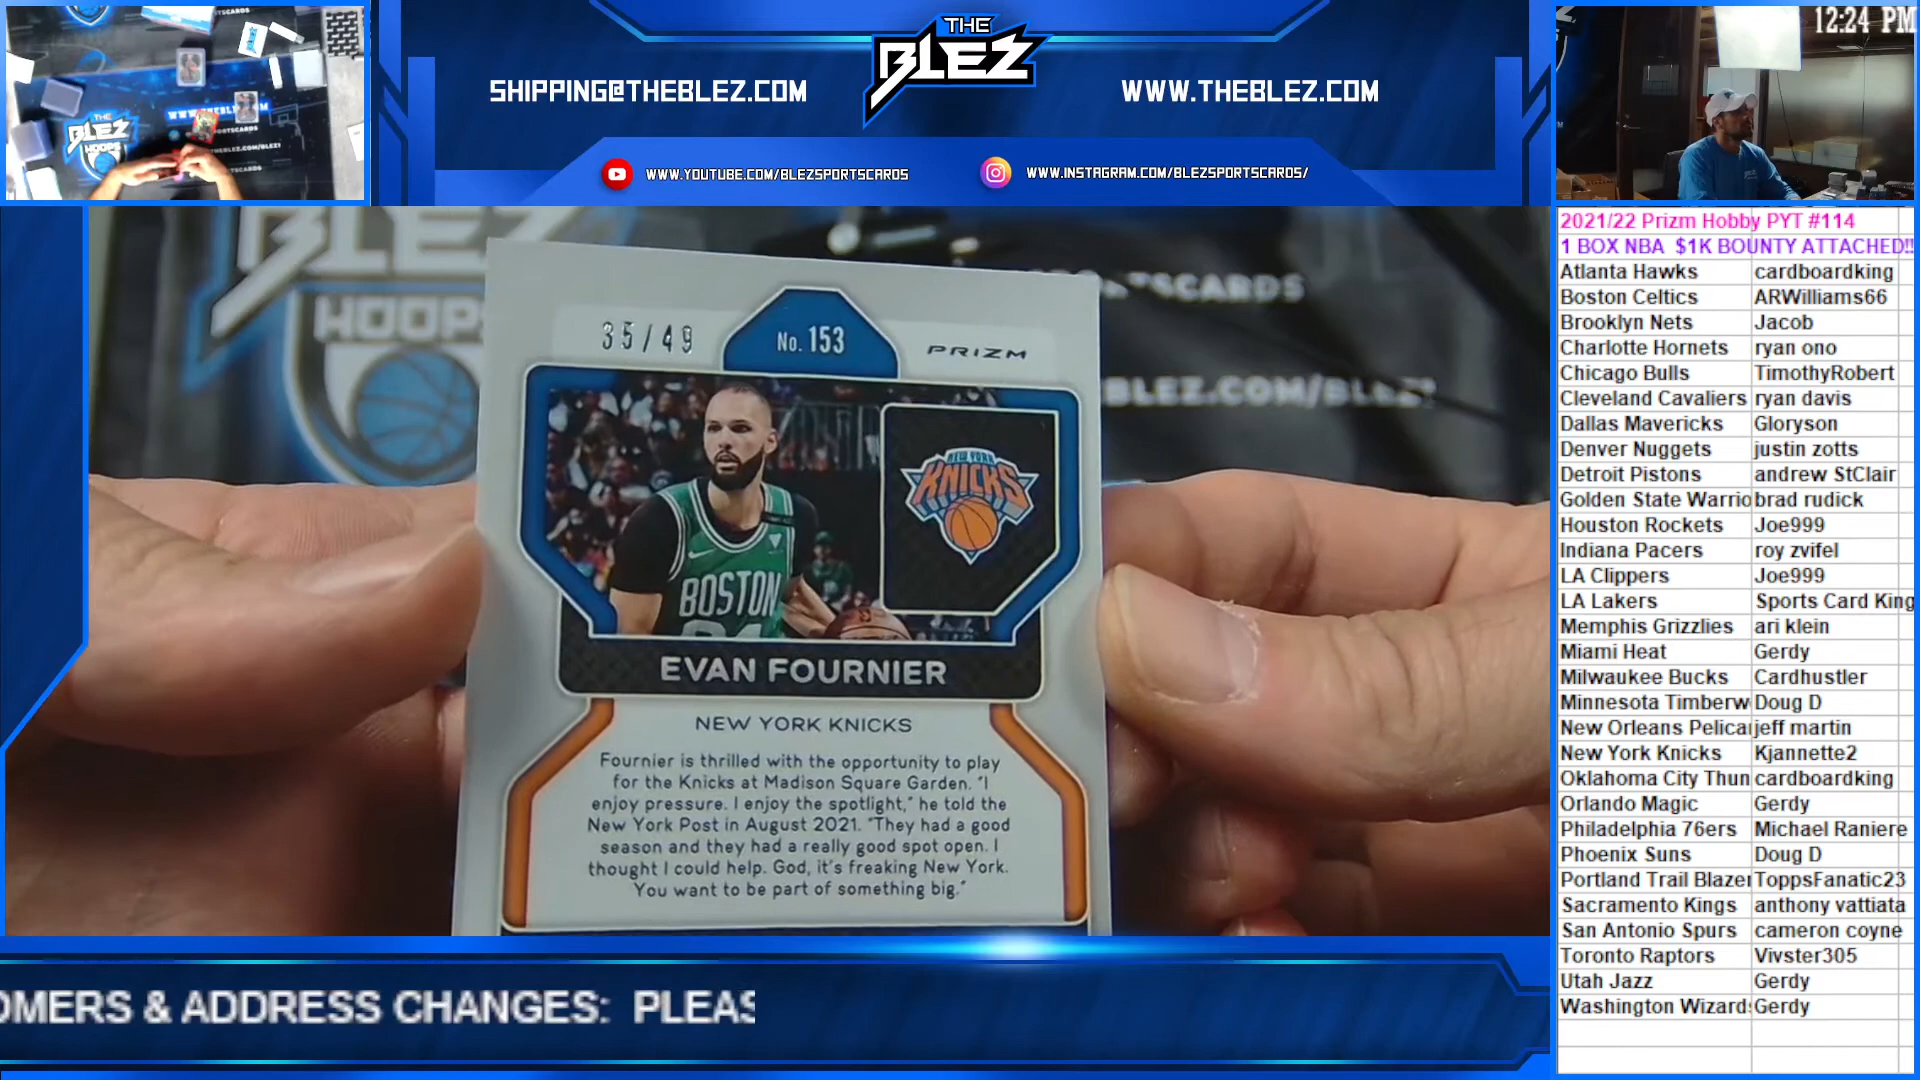 THE
BLEZ
SHIPPING@THEBLEZ.COM
WWW.THEBLEZ.COM
WWW.YOUTUBE.COM/BLEZSPORTSCARDS
WWW.INSTAGRAM.COM/BLEZSPORTSCARDS/
12:24 PM
THE
BLEZ
HOOPS
BLEZ
HOOPS
BLEZ.COM/BLEZ
35/49
No. 153
PRIZM
NEW YORK
KNICKS
BOSTON
EVAN FOURNIER
NEW YORK KNICKS
Fournier is thrilled with the opportunity to play
for the Knicks at Madison Square Garden. "I
enjoy pressure. I enjoy the spotlight," he told the
New York Post in August 2021. "They had a good
season and they had a really good spot open. I
thought I could help. God, it's freaking New York.
You want to be part of something big."
OMERS & ADDRESS CHANGES: PLEAS
2021/22 Prizm Hobby PYT #114
1 BOX NBA $1K BOUNTY ATTACHED!!
Atlanta Hawks cardboardking
Boston Celtics ARWilliams66
Brooklyn Nets Jacob
Charlotte Hornets ryan ono
Chicago Bulls TimothyRobert
Cleveland Cavaliers ryan davis
Dallas Mavericks Gloryson
Denver Nuggets justin zotts
Detroit Pistons andrew StClair
Golden State Warrio brad rudick
Houston Rockets Joe999
Indiana Pacers roy zvifel
LA Clippers Joe999
LA Lakers Sports Card King
Memphis Grizzlies ari klein
Miami Heat Gerdy
Milwaukee Bucks Cardhustler
Minnesota Timberw Doug D
New Orleans Pelica jeff martin
New York Knicks Kjannette2
Oklahoma City Thun cardboardking
Orlando Magic Gerdy
Philadelphia 76ers Michael Raniere
Phoenix Suns Doug D
Portland Trail Blazer ToppsFanatic23
Sacramento Kings anthony vattiata
San Antonio Spurs cameron coyne
Toronto Raptors Vivster305
Utah Jazz Gerdy
Washington Wizards Gerdy